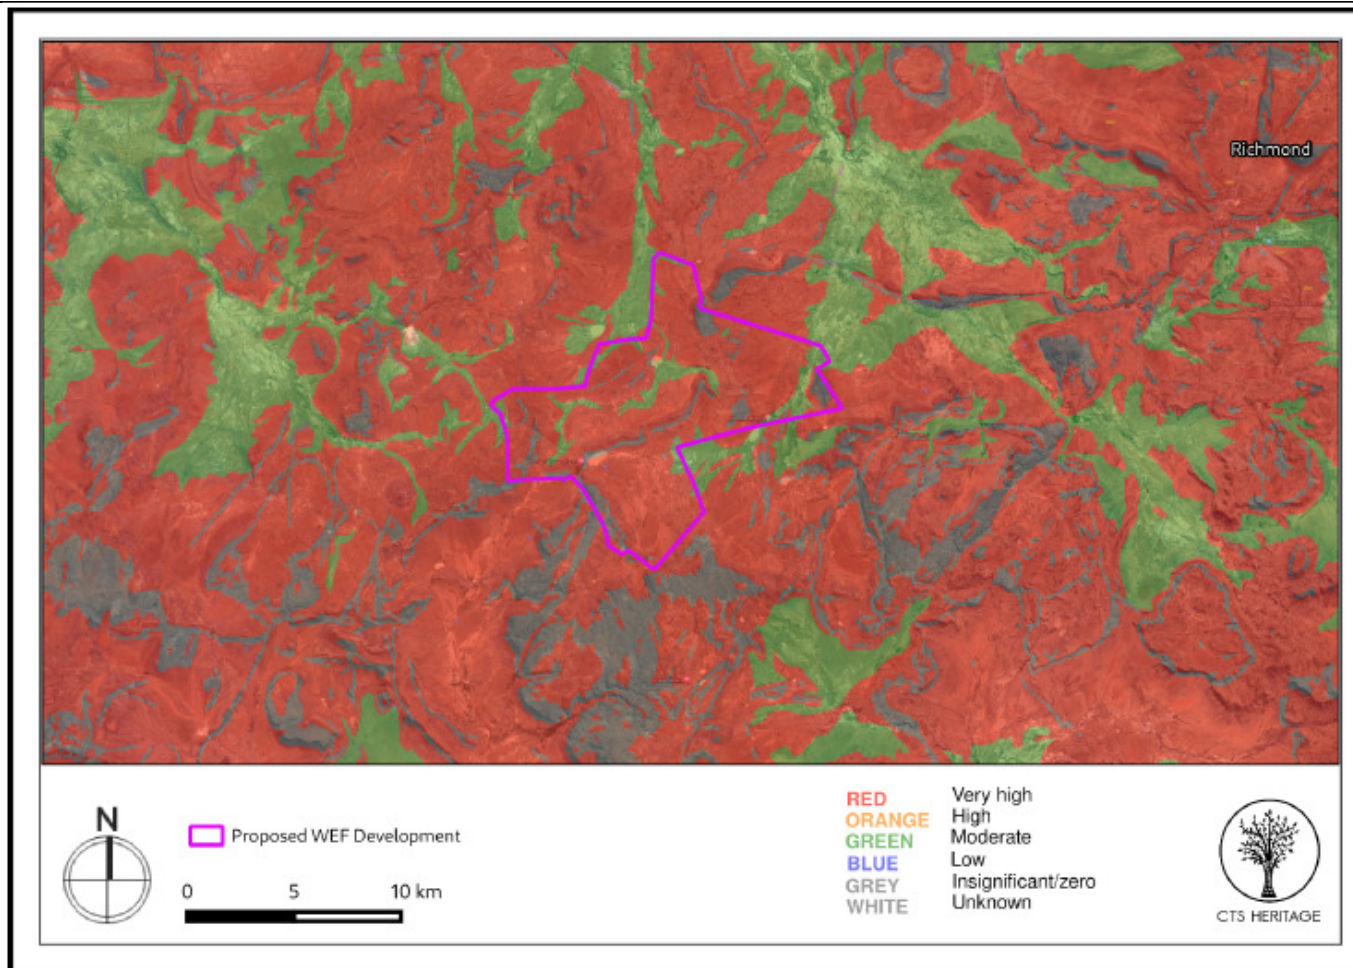 Richmond
N
Proposed WEF Development
0 5 10 km
RED Very high
ORANGE High
GREEN Moderate
BLUE Low
GREY Insignificant/zero
WHITE Unknown
CTS HERITAGE